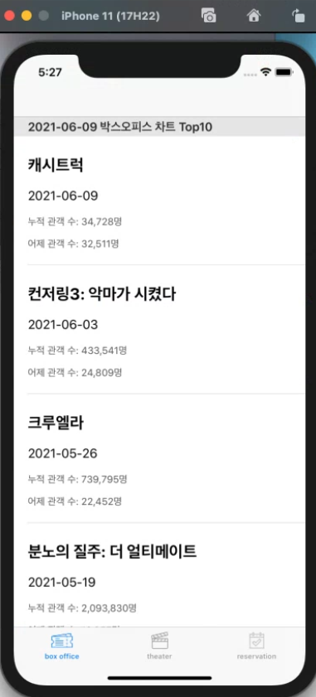 iPhone 11 (17H22)
5:27
2021-06-09 박스오피스 차트 Top10
캐시트럭
2021-06-09
누적 관객 수: 34,728명
어제 관객 수: 32,511명
컨저링3: 악마가 시켰다
2021-06-03
누적 관객 수: 433,541명
어제 관객 수: 24,809명
크루엘라
2021-05-26
누적 관객 수: 739,795명
어제 관객 수: 22,452명
분노의 질주: 더 얼티메이트
2021-05-19
누적 관객 수: 2,093,830명
box office theater reservation